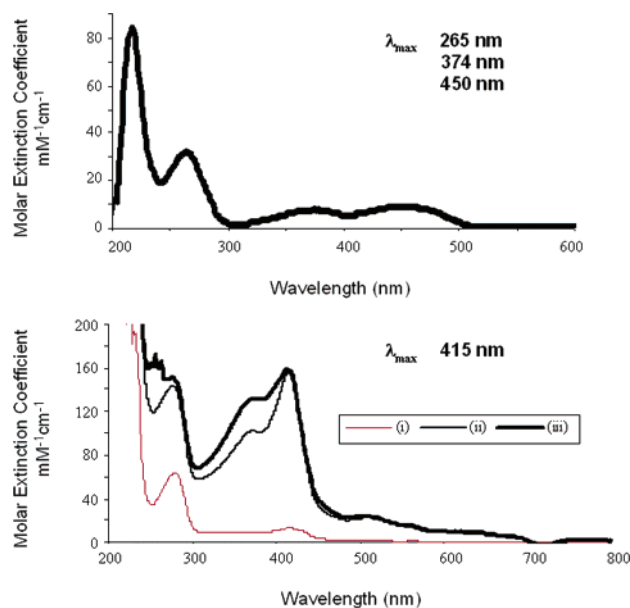 Molar Extinction Coefficient
mM-1cm-1
80
60
40
20
0
200 300 400 500 600
Wavelength (nm)
λmax 265 nm
374 nm
450 nm
Molar Extinction Coefficient
mM-1cm-1
200
160
120
80
40
0
200 300 400 500 600 700 800
Wavelength (nm)
λmax 415 nm
(i) (ii) (iii)